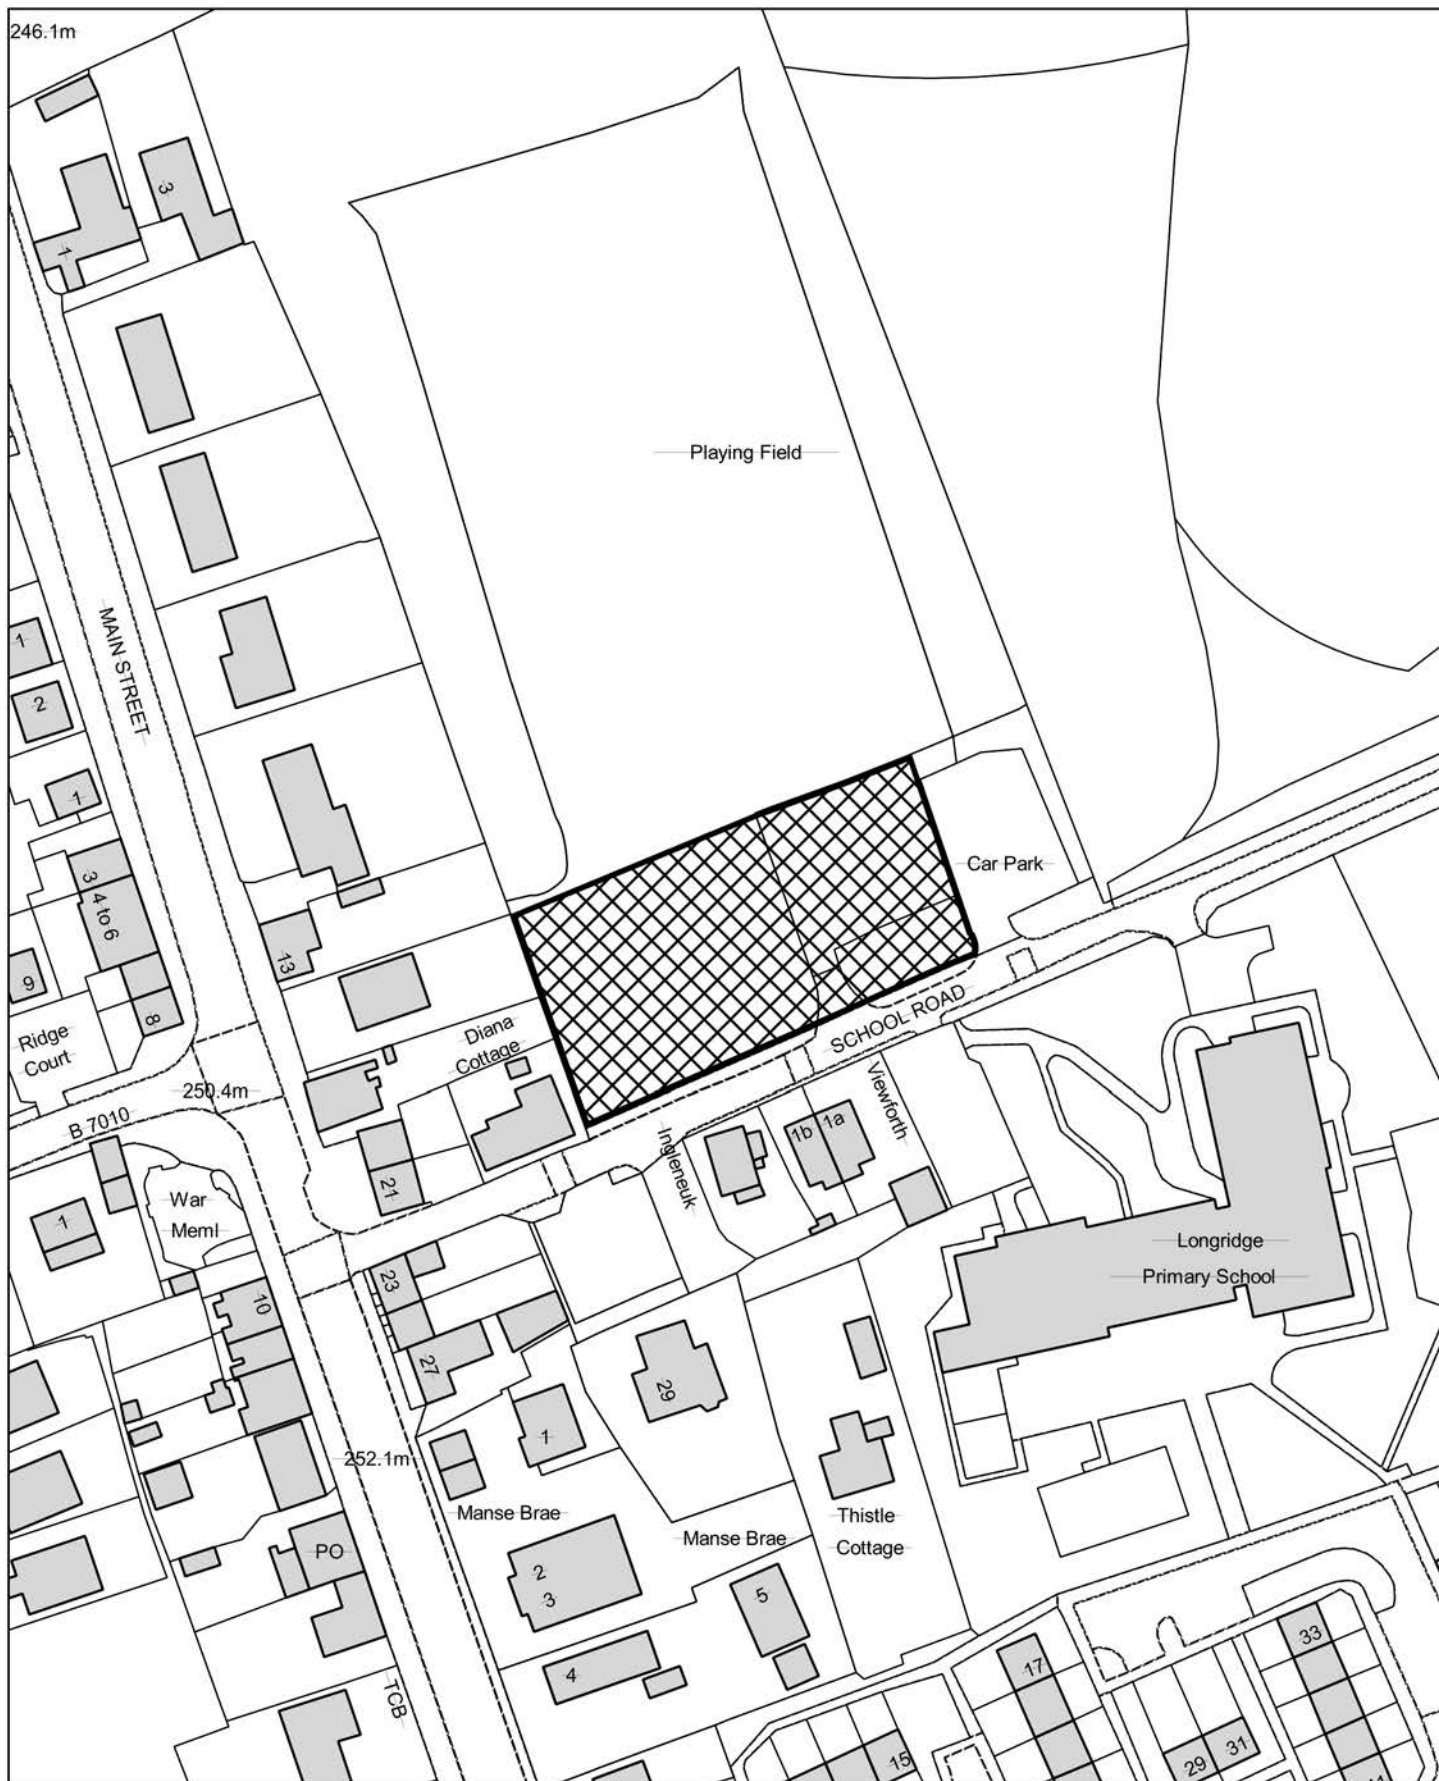 246.1m
3
1
Playing Field
MAIN STREET
1
2
1
3
4 to 6
8
9
13
Car Park
Ridge
Court
Diana
Cottage
SCHOOL ROAD
250.4m
B 7010
Viewforth
1b
1a
Ingleneuk
War
Meml
21
1
Longridge
Primary School
23
10
27
29
1
252.1m
Manse Brae
Manse Brae
Thistle
Cottage
PO
2
3
5
4
TCB
17
33
15
29
31